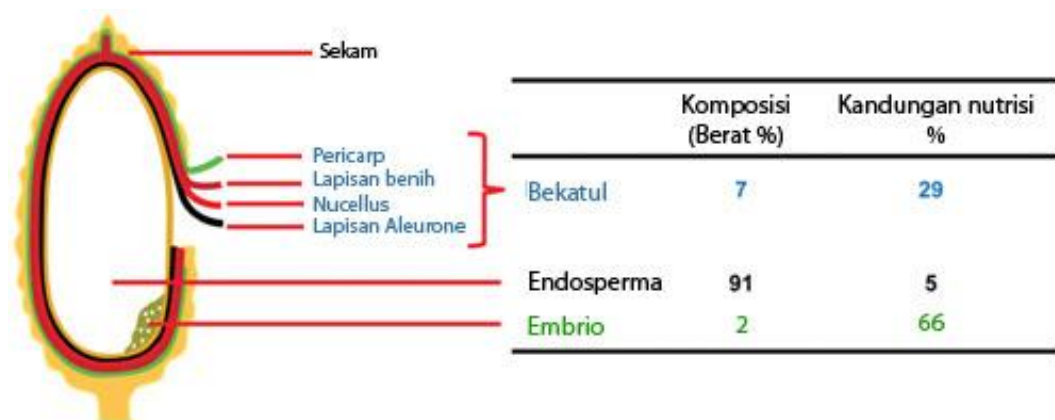 Sekam
Pericarp
Lapisan benih
Nucellus
Lapisan Aleurone
Komposisi Kandungan nutrisi
(Berat %) %
Bekatul 7 29
Endosperma 91 5
Embrio 2 66